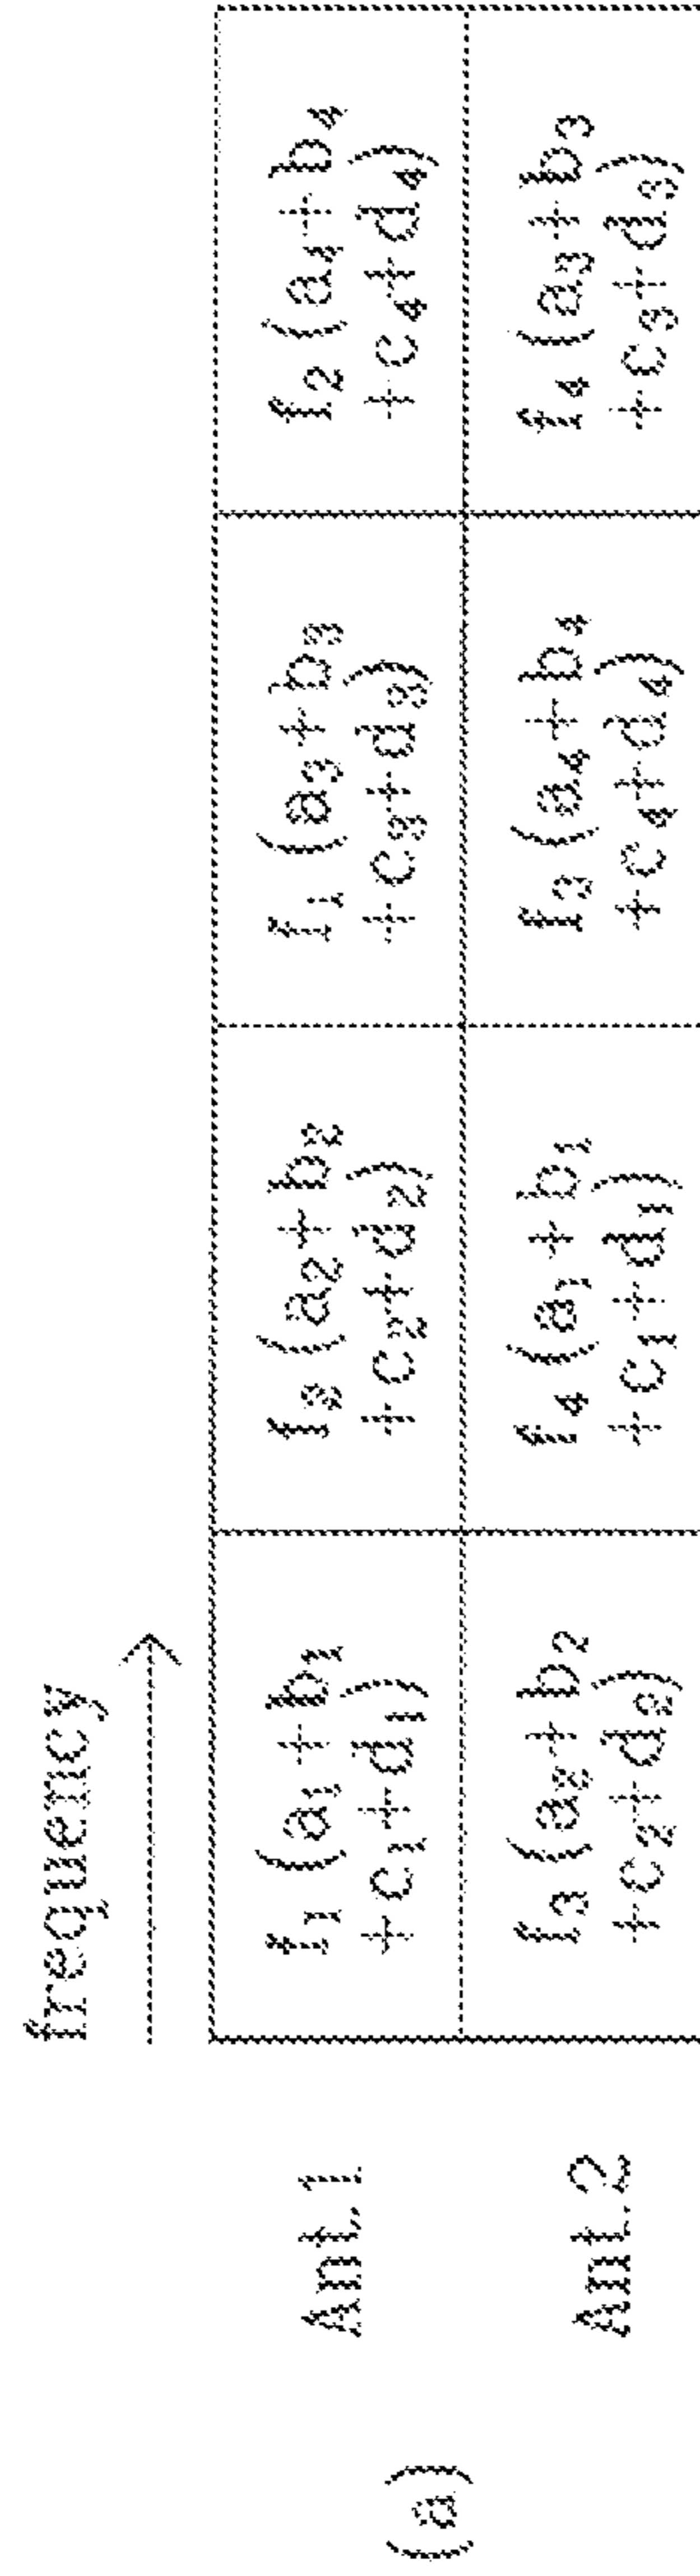 frequency
(a)
Ant.1
f₁(a₁+b₁
+c₁+d₁)
f₂(a₂+b₂
+c₂+d₂)
f₁(a₃+b₃
+c₃+d₃)
f₂(a₄+b₄
+c₄+d₄)
Ant.2
f₃(a₂+b₂
+c₂+d₂)
f₄(a₁+b₁
+c₁+d₁)
f₃(a₄+b₄
+c₄+d₄)
f₄(a₃+b₃
+c₃+d₃)